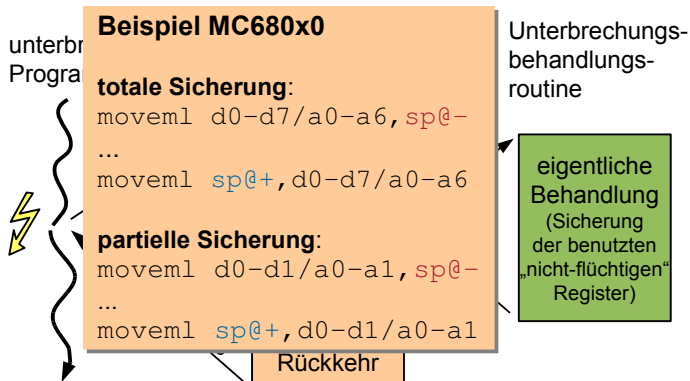 Beispiel MC680x0
Unterbrechungs-
behandlungs-
routine
totale Sicherung:
moveml d0-d7/a0-a6,sp@-
...
moveml sp@+,d0-d7/a0-a6
partielle Sicherung:
moveml d0-d1/a0-a1,sp@-
...
moveml sp@+,d0-d1/a0-a1
eigentliche
Behandlung
(Sicherung
der benutzten
„nicht-flüchtigen“
Register)
Rückkehr